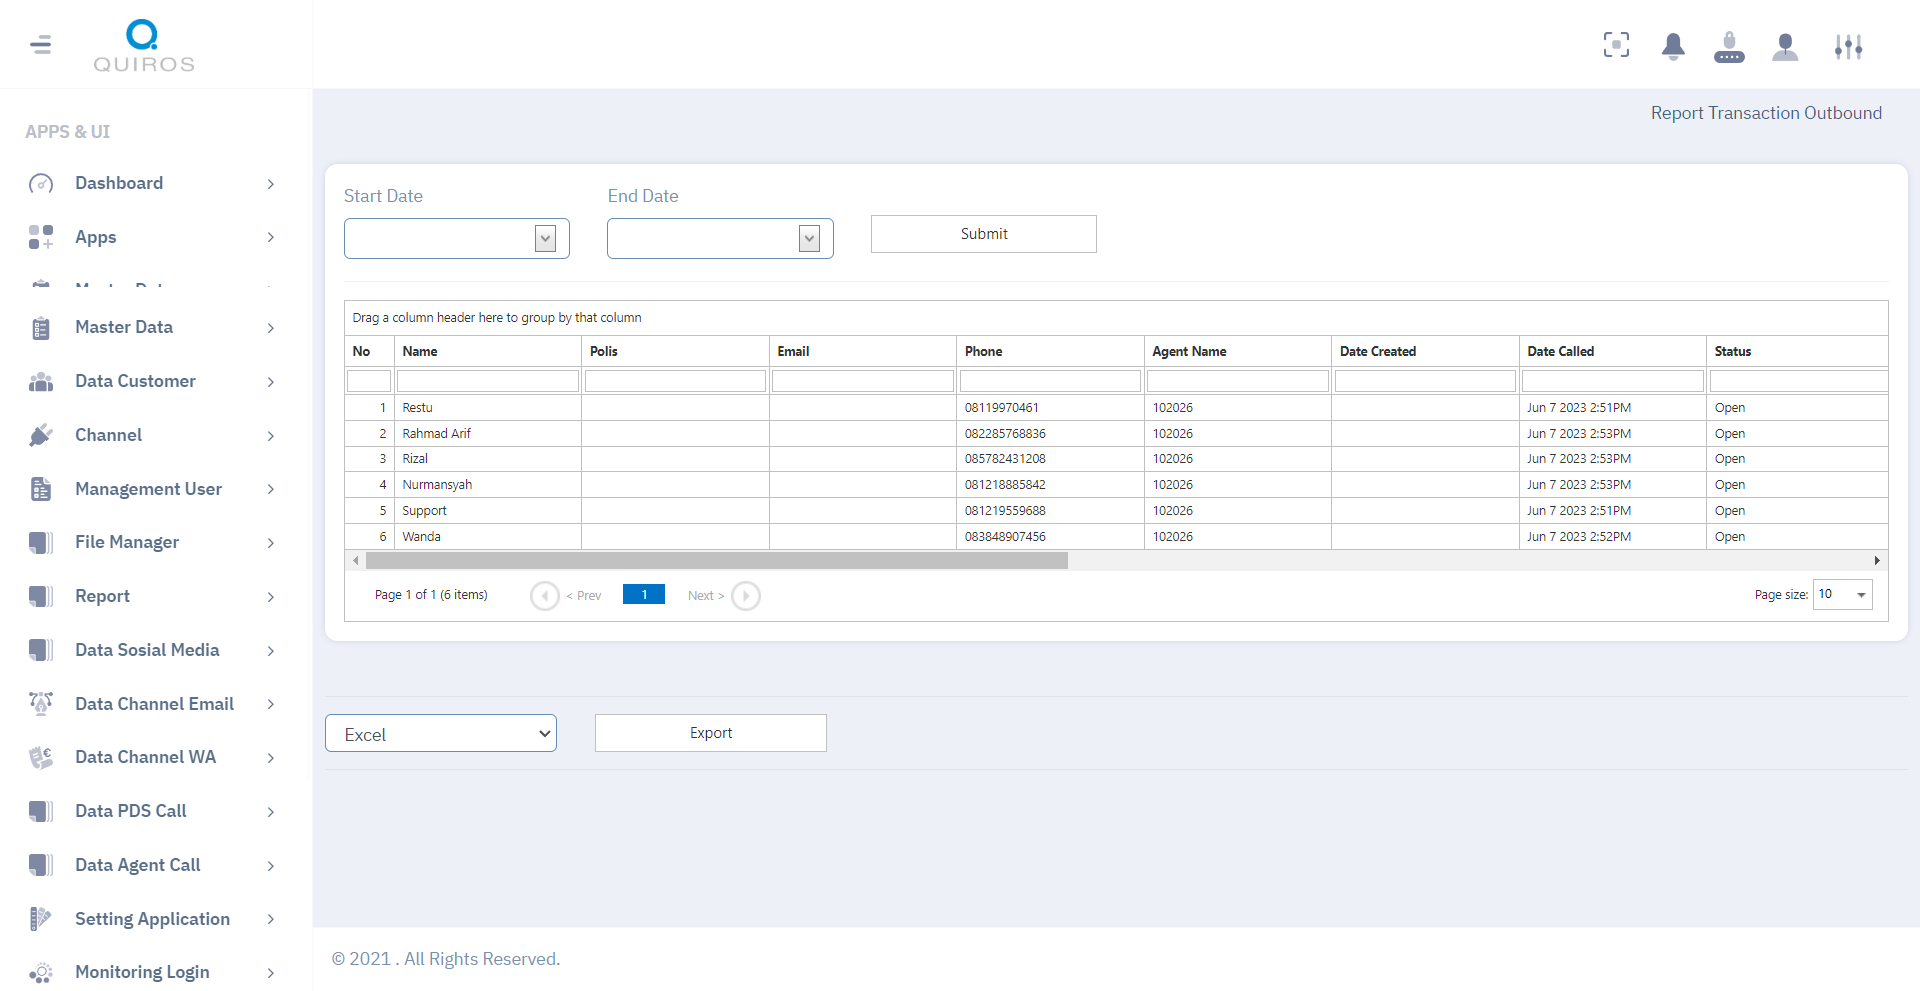 QUIROS
Report Transaction Outbound
APPS & UI
Dashboard
Apps
Master Data
Data Customer
Channel
Management User
File Manager
Report
Data Sosial Media
Data Channel Email
Data Channel WA
Data PDS Call
Data Agent Call
Setting Application
Monitoring Login
Start Date End Date
Submit
Drag a column header here to group by that column
No Name Polis Email Phone Agent Name Date Created Date Called Status
1 Restu 08119970461 102026 Jun 7 2023 2:51PM Open
2 Rahmad Arif 082285768836 102026 Jun 7 2023 2:53PM Open
3 Rizal 085782431208 102026 Jun 7 2023 2:53PM Open
4 Nurmansyah 081218885842 102026 Jun 7 2023 2:53PM Open
5 Support 081219559688 102026 Jun 7 2023 2:51PM Open
6 Wanda 083848907456 102026 Jun 7 2023 2:52PM Open
Page 1 of 1 (6 items) < Prev 1 Next > Page size: 10
Excel Export
© 2021 . All Rights Reserved.